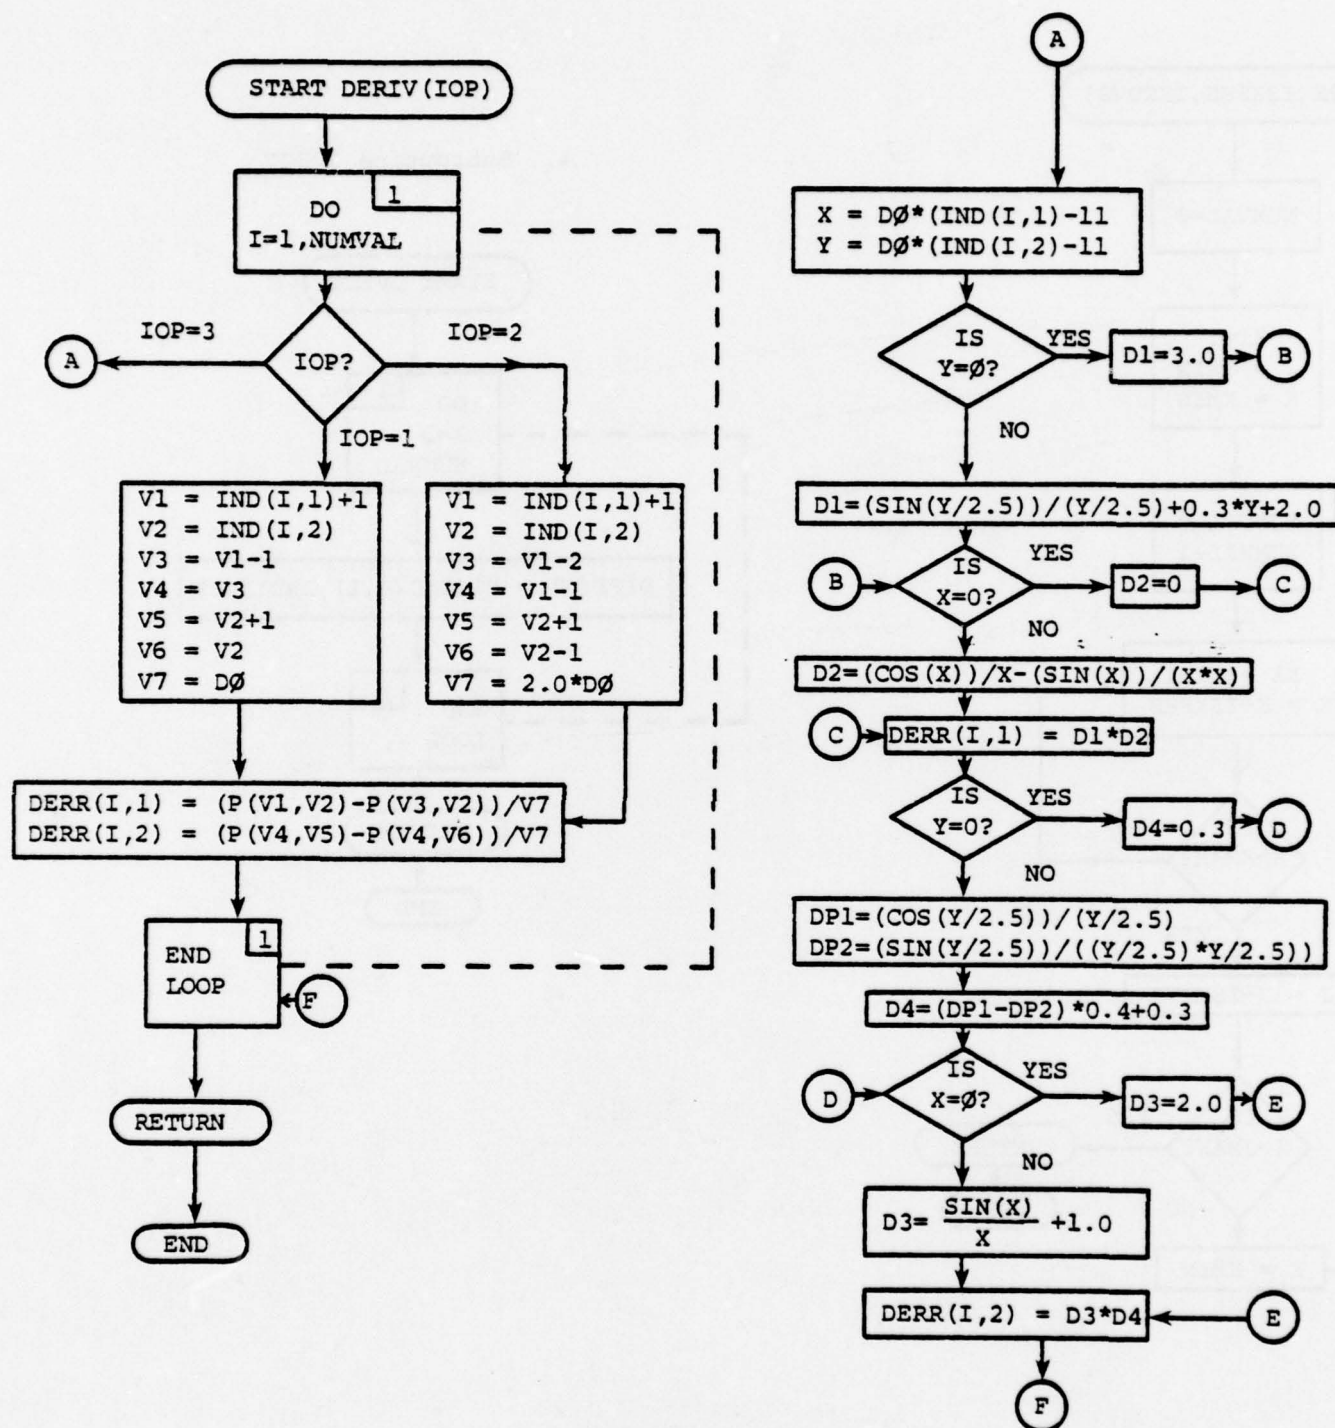 START DERIV(IOP)
1
DO
I=1,NUMVAL
IOP=3
IOP=2
A
IOP?
IOP=1
V1 = IND(I,1)+1
V2 = IND(I,2)
V3 = V1-1
V4 = V3
V5 = V2+1
V6 = V2
V7 = DØ
V1 = IND(I,1)+1
V2 = IND(I,2)
V3 = V1-2
V4 = V1-1
V5 = V2+1
V6 = V2-1
V7 = 2.0*DØ
DERR(I,1) = (P(V1,V2)-P(V3,V2))/V7
DERR(I,2) = (P(V4,V5)-P(V4,V6))/V7
1
END
LOOP
F
RETURN
END
A
X = DØ*(IND(I,1)-11
Y = DØ*(IND(I,2)-11
IS
Y=Ø?
YES
D1=3.0
B
NO
D1=(SIN(Y/2.5))/(Y/2.5)+0.3*Y+2.0
B
IS
X=0?
YES
D2=0
C
NO
D2=(COS(X))/X-(SIN(X))/(X*X)
C
DERR(I,1) = D1*D2
IS
Y=0?
YES
D4=0.3
D
NO
DP1=(COS(Y/2.5))/(Y/2.5)
DP2=(SIN(Y/2.5))/((Y/2.5)*Y/2.5))
D4=(DP1-DP2)*0.4+0.3
D
IS
X=Ø?
YES
D3=2.0
E
NO
D3= SIN(X)
X
+1.0
DERR(I,2) = D3*D4
E
F